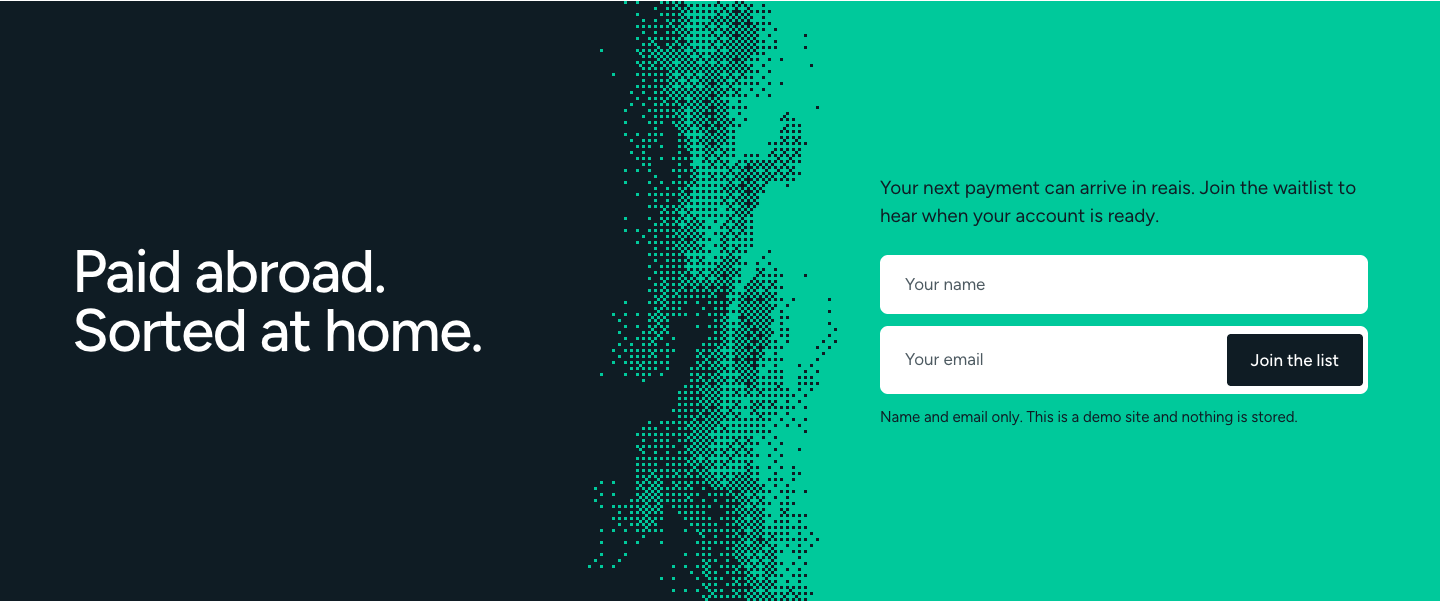 Paid abroad.
Sorted at home.
Your next payment can arrive in reais. Join the waitlist to
hear when your account is ready.
Your name
Your email
Join the list
Name and email only. This is a demo site and nothing is stored.